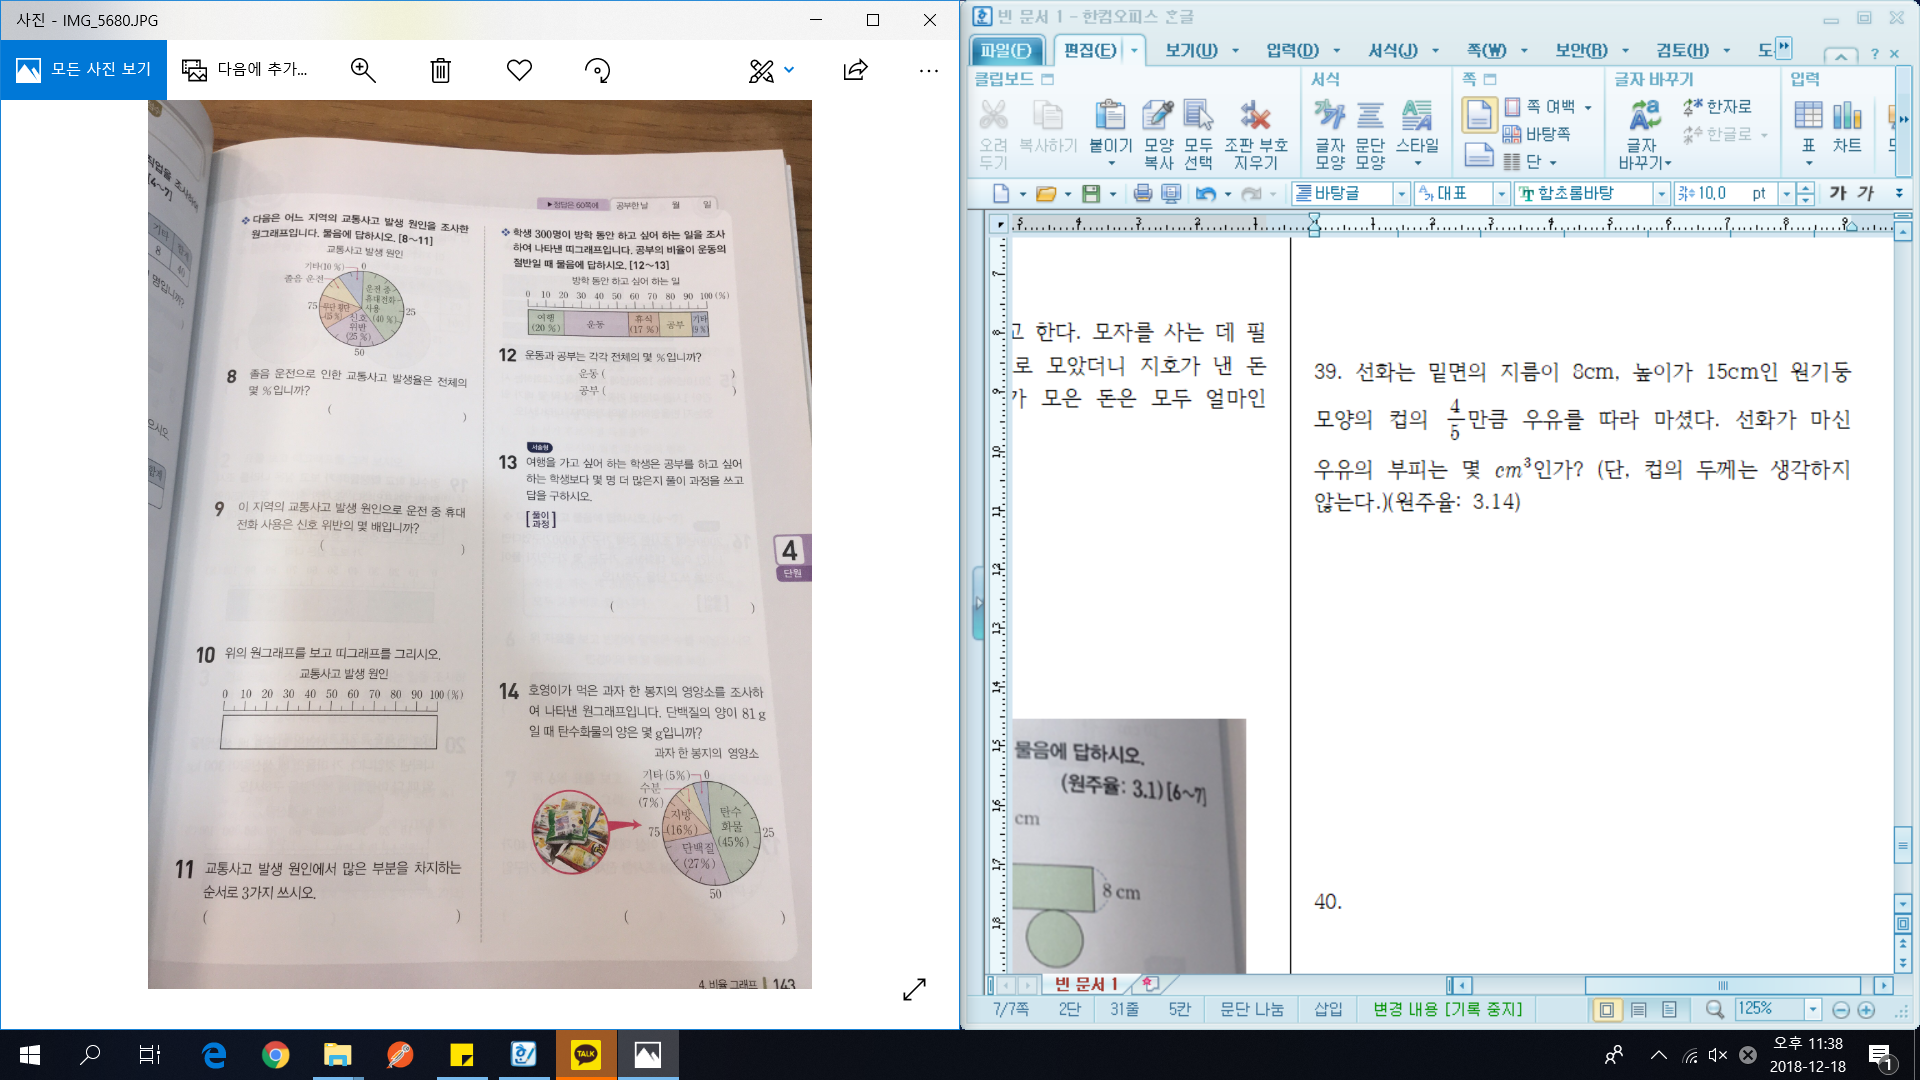 사진 - IMG_5680.JPG
모든 사진 보기
다음에 추가...
▶정답은 60쪽에 공부한 날 월 일
❖ 다음은 어느 지역의 교통사고 발생 원인을 조사한
원그래프입니다. 물음에 답하시오. [8~11]
교통사고 발생 원인
기타(10 %) 0
졸음 운전
운전 중
휴대전화
사용
(40 %)
25
75
무단 횡단
신호
위반
(25 %)
50
8 졸음 운전으로 인한 교통사고 발생율은 전체의
몇 %입니까?
( )
9 이 지역의 교통사고 발생 원인으로 운전 중 휴대
전화 사용은 신호 위반의 몇 배입니까?
( )
10 위의 원그래프를 보고 띠그래프를 그리시오.
교통사고 발생 원인
0 10 20 30 40 50 60 70 80 90 100 (%)
11 교통사고 발생 원인에서 많은 부분을 차지하는
순서로 3가지 쓰시오.
( )
❖ 학생 300명이 방학 동안 하고 싶어 하는 일을 조사
하여 나타낸 띠그래프입니다. 공부의 비율이 운동의
절반일 때 물음에 답하시오. [12~13]
방학 동안 하고 싶어 하는 일
0 10 20 30 40 50 60 70 80 90 100 (%)
여행 (20 %) 운동 휴식 (17 %) 공부 기타 (9 %)
12 운동과 공부는 각각 전체의 몇 %입니까?
운동 ( )
공부 ( )
서술형
13 여행을 가고 싶어 하는 학생은 공부를 하고 싶어
하는 학생보다 몇 명 더 많은지 풀이 과정을 쓰고
답을 구하시오.
[풀이 과정]
( )
4
단원
14 호영이가 먹은 과자 한 봉지의 영양소를 조사하
여 나타낸 원그래프입니다. 단백질의 양이 81 g
일 때 탄수화물의 양은 몇 g입니까?
과자 한 봉지의 영양소
기타(5%) 0
수분
(7%)
지방
(16%)
탄수
화물
(45%)
75
25
단백질
(27%)
50
( )
4. 비율 그래프 143
빈 문서 1 - 한컴오피스 한글
파일(F) 편집(E) 보기(U) 입력(D) 서식(J) 쪽(W) 보안(R) 검토(H) 도
클립보드 서식 쪽 글자 바꾸기 입력
오려 두기 복사하기 붙이기 모양 복사 모두 선택 조판 부호 지우기 글자 모양 문단 모양 스타일
쪽 여백 바탕쪽 단
글자 바꾸기 한자로 한글로 표 차트
바탕글 대표 함초롬바탕 10.0 pt 가 가
고 한다. 모자를 사는 데 필
로 모았더니 지호가 낸 돈
가 모은 돈은 모두 얼마인
물음에 답하시오.
(원주율: 3.1) [6~7]
cm
8 cm
39. 선화는 밑면의 지름이 8cm, 높이가 15cm인 원기둥
모양의 컵의 4/5만큼 우유를 따라 마셨다. 선화가 마신
우유의 부피는 몇 cm³인가? (단, 컵의 두께는 생각하지
않는다.)(원주율: 3.14)
40.
빈 문서 1
7/7쪽 2단 31줄 5칸 문단 나눔 삽입 변경 내용 [기록 중지] 125%
TALK
오후 11:38
2018-12-18
1